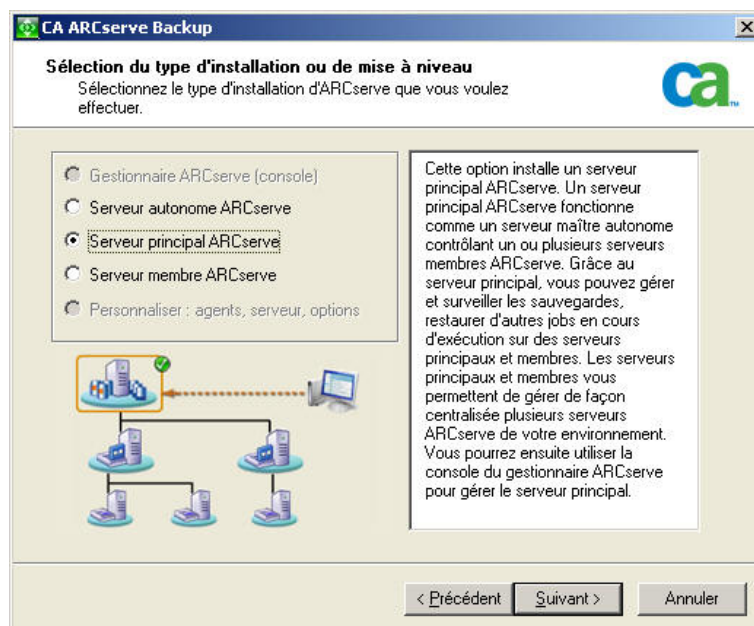 CA ARCserve Backup
Sélection du type d'installation ou de mise à niveau
Sélectionnez le type d'installation d'ARCserve que vous voulez
effectuer.
ca
TM
Gestionnaire ARCserve (console)
Serveur autonome ARCserve
Serveur principal ARCserve
Serveur membre ARCserve
Personnaliser : agents, serveur, options
Cette option installe un serveur
principal ARCserve. Un serveur
principal ARCserve fonctionne
comme un serveur maître autonome
contrôlant un ou plusieurs serveurs
membres ARCserve. Grâce au
serveur principal, vous pouvez gérer
et surveiller les sauvegardes,
restaurer d'autres jobs en cours
d'exécution sur des serveurs
principaux et membres. Les serveurs
principaux et membres vous
permettent de gérer de façon
centralisée plusieurs serveurs
ARCserve de votre environnement.
Vous pourrez ensuite utiliser la
console du gestionnaire ARCserve
pour gérer le serveur principal.
< Précédent
Suivant >
Annuler